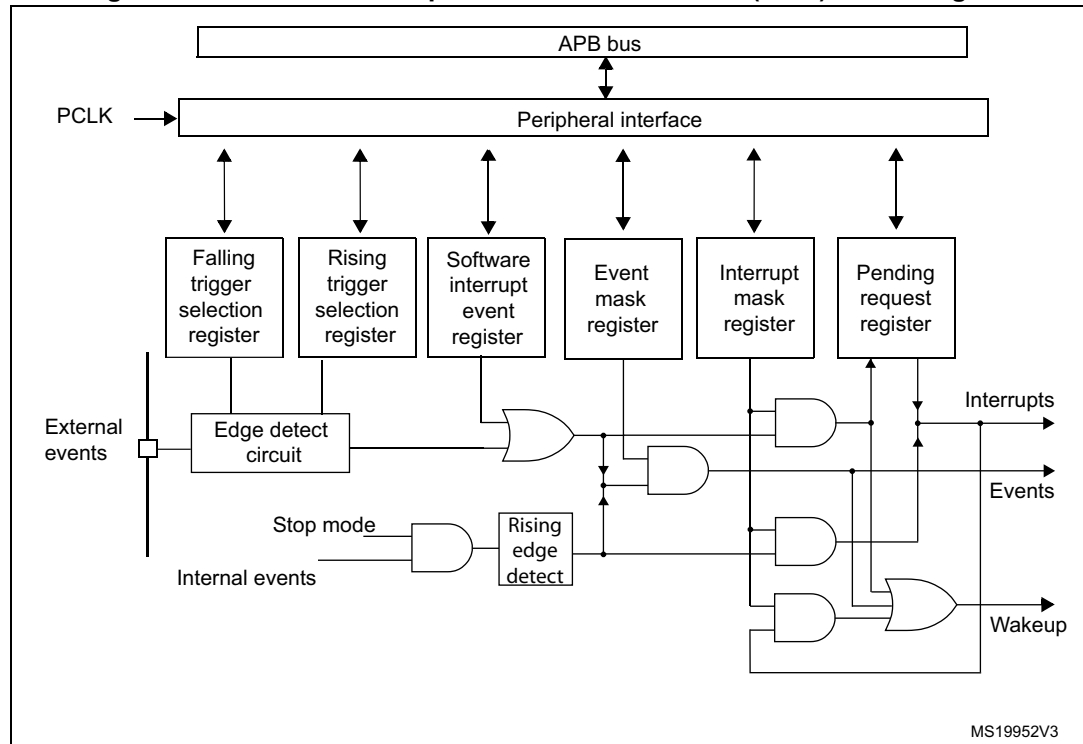 APB bus
PCLK
Peripheral interface
Falling
trigger
selection
register
Rising
trigger
selection
register
Software
interrupt
event
register
Event
mask
register
Interrupt
mask
register
Pending
request
register
External
events
Edge detect
circuit
Interrupts
Events
Stop mode
Internal events
Rising
edge
detect
Wakeup
MS19952V3